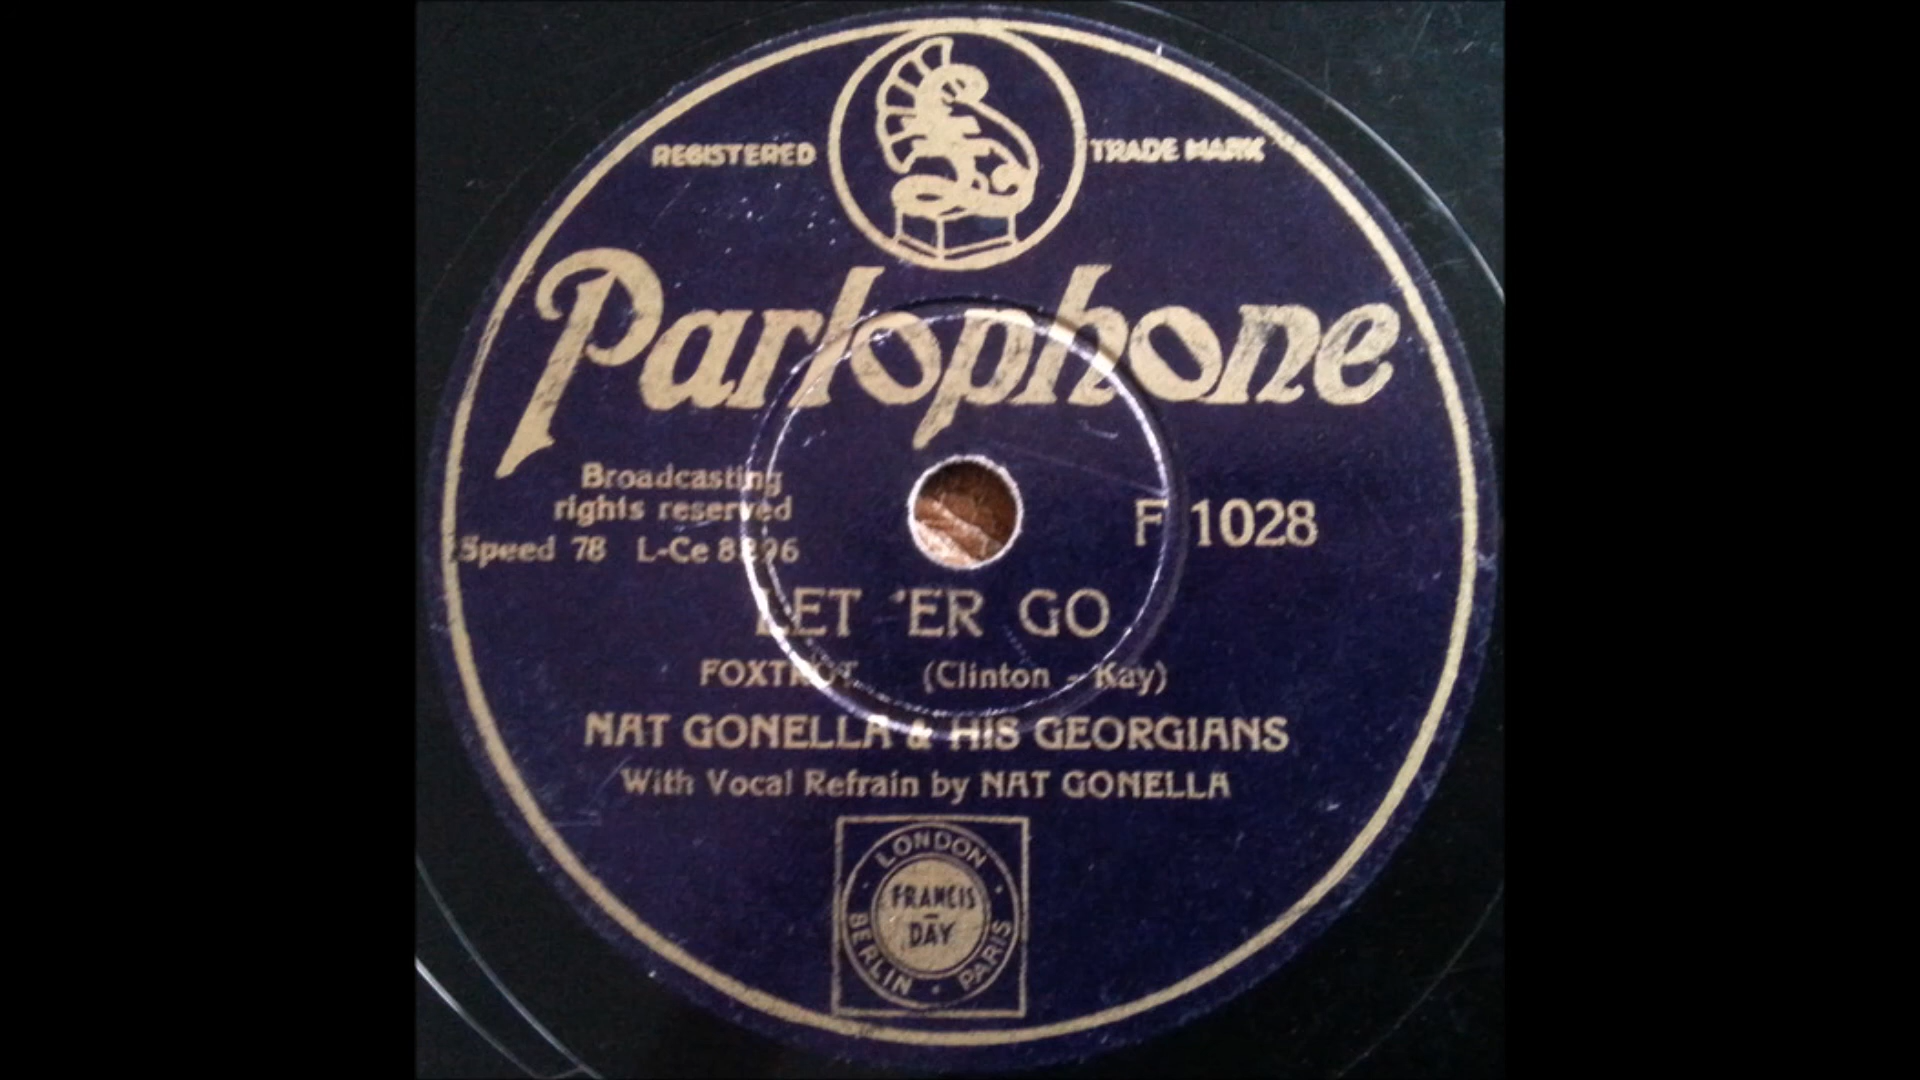 REGISTERED TRADE MARK
Parlophone
Broadcasting
rights reserved
Speed 78 L-Ce
F 1028
LET 'ER GO
FOXTROT (Clinton - Kay)
NAT GONELLA & HIS GEORGIANS
With Vocal Refrain by NAT GONELLA
LONDON
FRANCIS-
DAY
BERLIN • PARIS